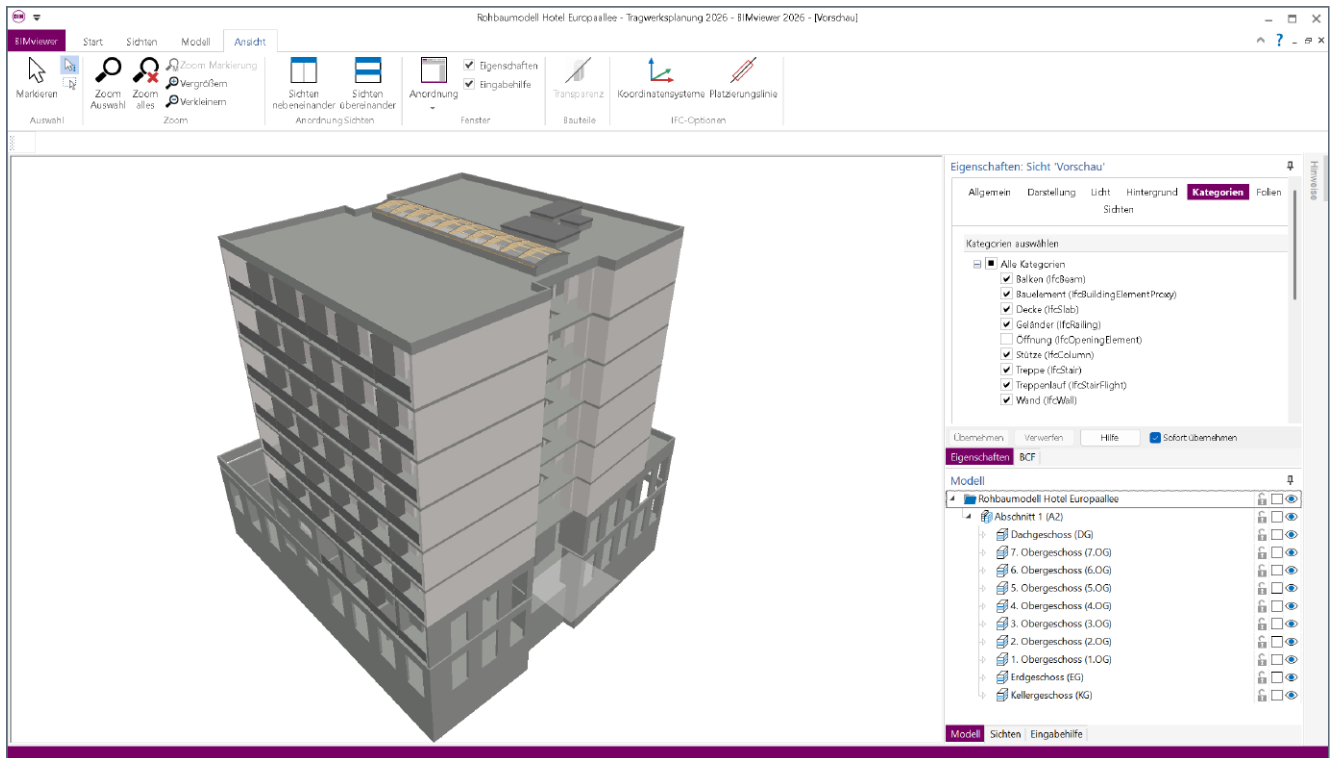 BIM
Rohbaumodell Hotel Europaallee - Tragwerksplanung 2026 - BIMviewer 2026 - [Vorschau]
BIMviewer Start Sichten Modell Ansicht
Markieren
Zoom Auswahl
Zoom alles
Zoom Markierung
Vergrößern
Verkleinern
Sichten nebeneinander
Sichten übereinander
Anordnung
Eigenschaften
Eingabehilfe
Transparenz
Koordinatensysteme
Platzierungslinie
Auswahl
Zoom
Anordnung Sichten
Fenster
Bauteile
IFC-Optionen
Eigenschaften: Sicht 'Vorschau'
Hinweise
Allgemein Darstellung Licht Hintergrund Kategorien Folien
Sichten
Kategorien auswählen
Alle Kategorien
Balken (IfcBeam)
Bauelement (IfcBuildingElementProxy)
Decke (IfcSlab)
Geländer (IfcRailing)
Öffnung (IfcOpeningElement)
Stütze (IfcColumn)
Treppe (IfcStair)
Treppenlauf (IfcStairFlight)
Wand (IfcWall)
Übernehmen Verwerfen Hilfe Sofort übernehmen
Eigenschaften BCF
Modell
Rohbaumodell Hotel Europaallee
Abschnitt 1 (A2)
Dachgeschoss (DG)
7. Obergeschoss (7.OG)
6. Obergeschoss (6.OG)
5. Obergeschoss (5.OG)
4. Obergeschoss (4.OG)
3. Obergeschoss (3.OG)
2. Obergeschoss (2.OG)
1. Obergeschoss (1.OG)
Erdgeschoss (EG)
Kellergeschoss (KG)
Modell Sichten Eingabehilfe